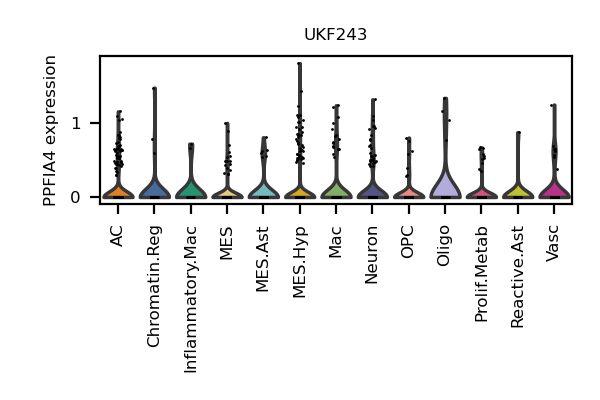 UKF243
PPFIA4 expression
1
0
AC
Chromatin.Reg
Inflammatory.Mac
MES
MES.Ast
MES.Hyp
Mac
Neuron
OPC
Oligo
Prolif.Metab
Reactive.Ast
Vasc